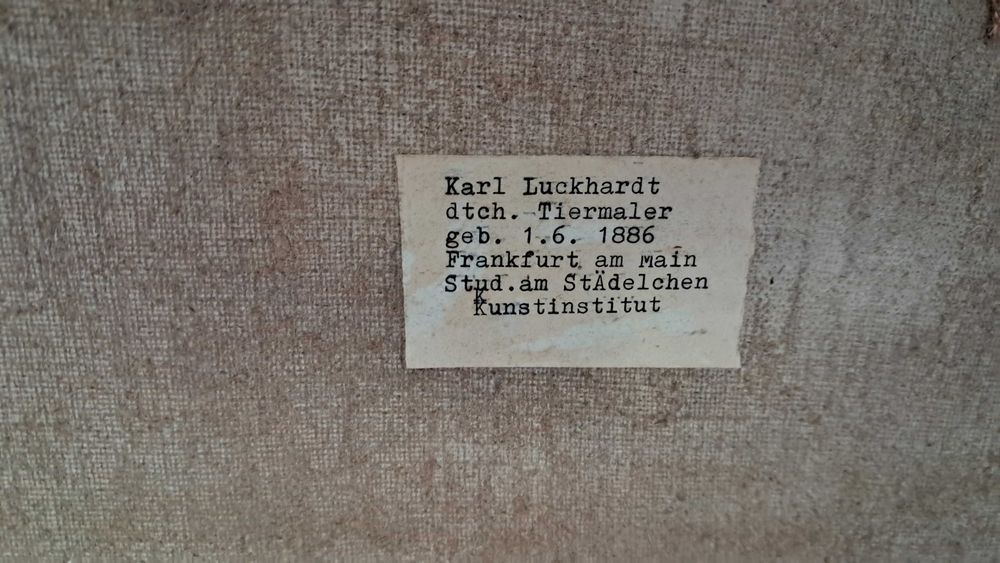 Karl Luckhardt
dtch. Tiermaler
geb. 1.6. 1886
Frankfurt am Main
Stud.am StÄdelchen
Kunstinstitut